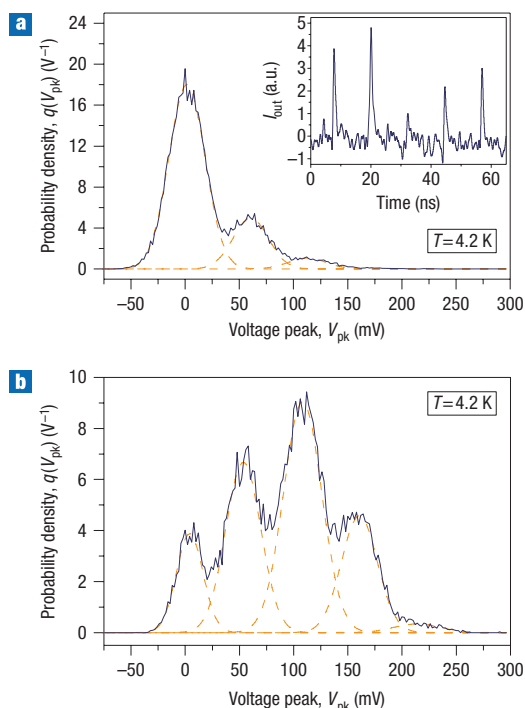 a
24
20
16
12
8
4
0
Probability density, q(Vpk) (V⁻¹)
−50 0 50 100 150 200 250 300
Voltage peak, Vpk (mV)
T = 4.2 K
5
4
3
2
1
0
−1
Iout (a.u.)
0 20 40 60
Time (ns)
b
10
8
6
4
2
0
Probability density, q(Vpk) (V⁻¹)
−50 0 50 100 150 200 250 300
Voltage peak, Vpk (mV)
T = 4.2 K